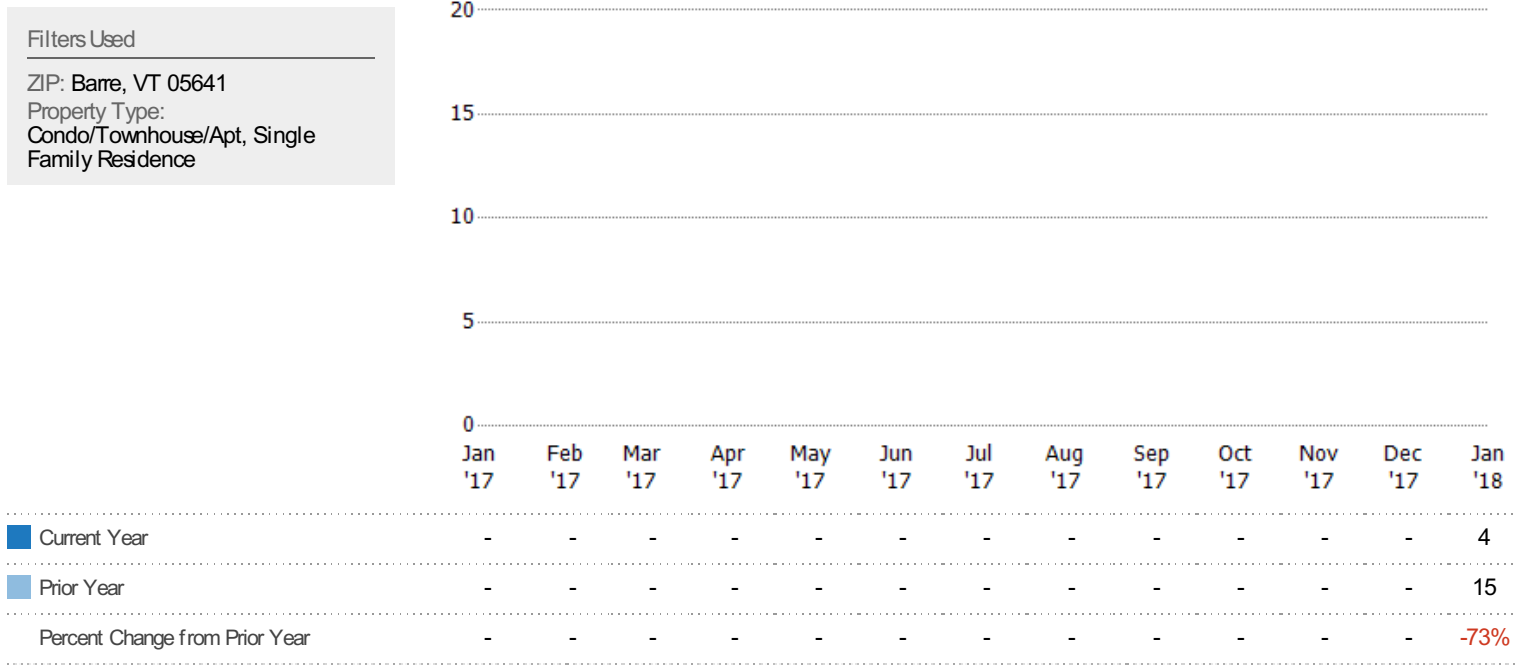 Filters Used
ZIP: Barre, VT 05641
Property Type:
Condo/Townhouse/Apt, Single
Family Residence
20
15
10
5
0
Jan Feb Mar Apr May Jun Jul Aug Sep Oct Nov Dec Jan
'17 '17 '17 '17 '17 '17 '17 '17 '17 '17 '17 '17 '18
Current Year - - - - - - - - - - - - 4
Prior Year - - - - - - - - - - - - 15
Percent Change from Prior Year - - - - - - - - - - - - -73%